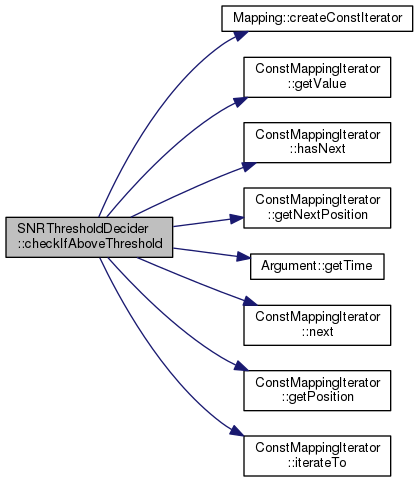 Mapping::createConstIterator
ConstMappingIterator
::getValue
ConstMappingIterator
::hasNext
ConstMappingIterator
::getNextPosition
SNRThresholdDecider
::checkIfAboveThreshold
Argument::getTime
ConstMappingIterator
::next
ConstMappingIterator
::getPosition
ConstMappingIterator
::iterateTo